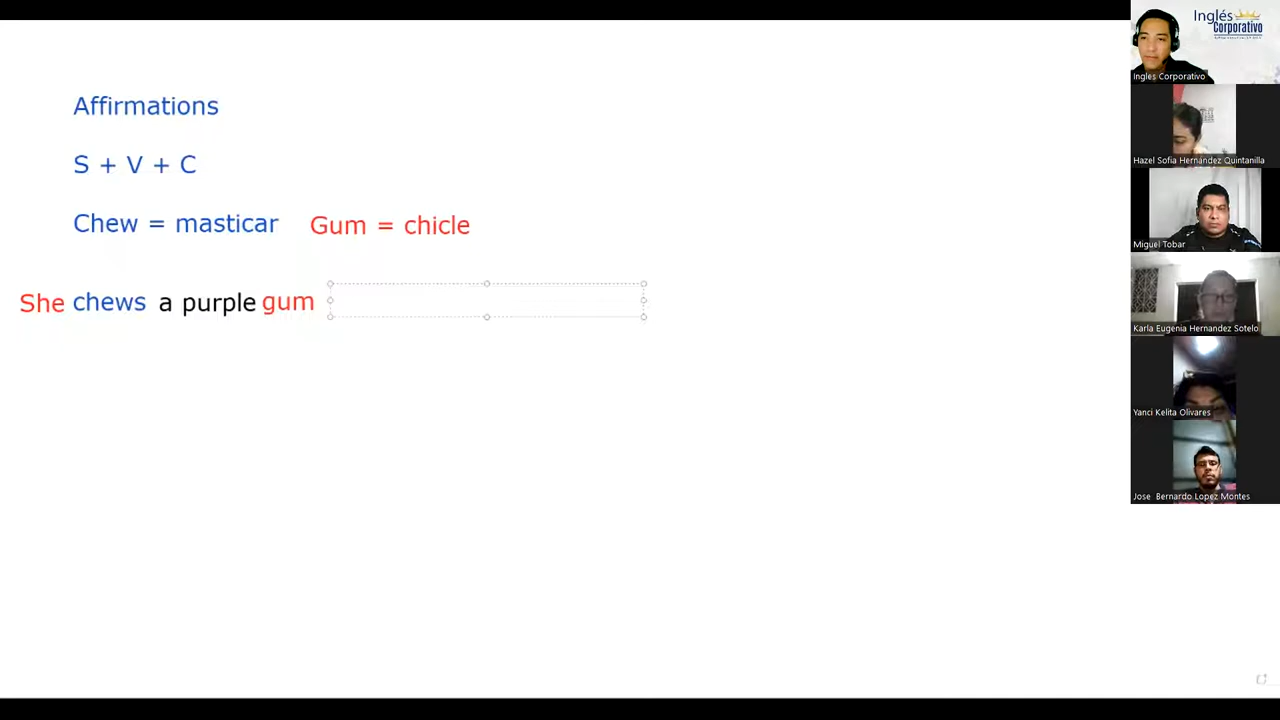 Affirmations
S + V + C
Chew = masticar Gum = chicle
She chews a purple gum
Inglés
Corporativo
Ingles Corporativo
Hazel Sofia Hernandez Quintanilla
Miguel Tobar
Karla Eugenia Hernandez Sotelo
Yanci Kelita Olivares
Jose Bernardo Lopez Montes